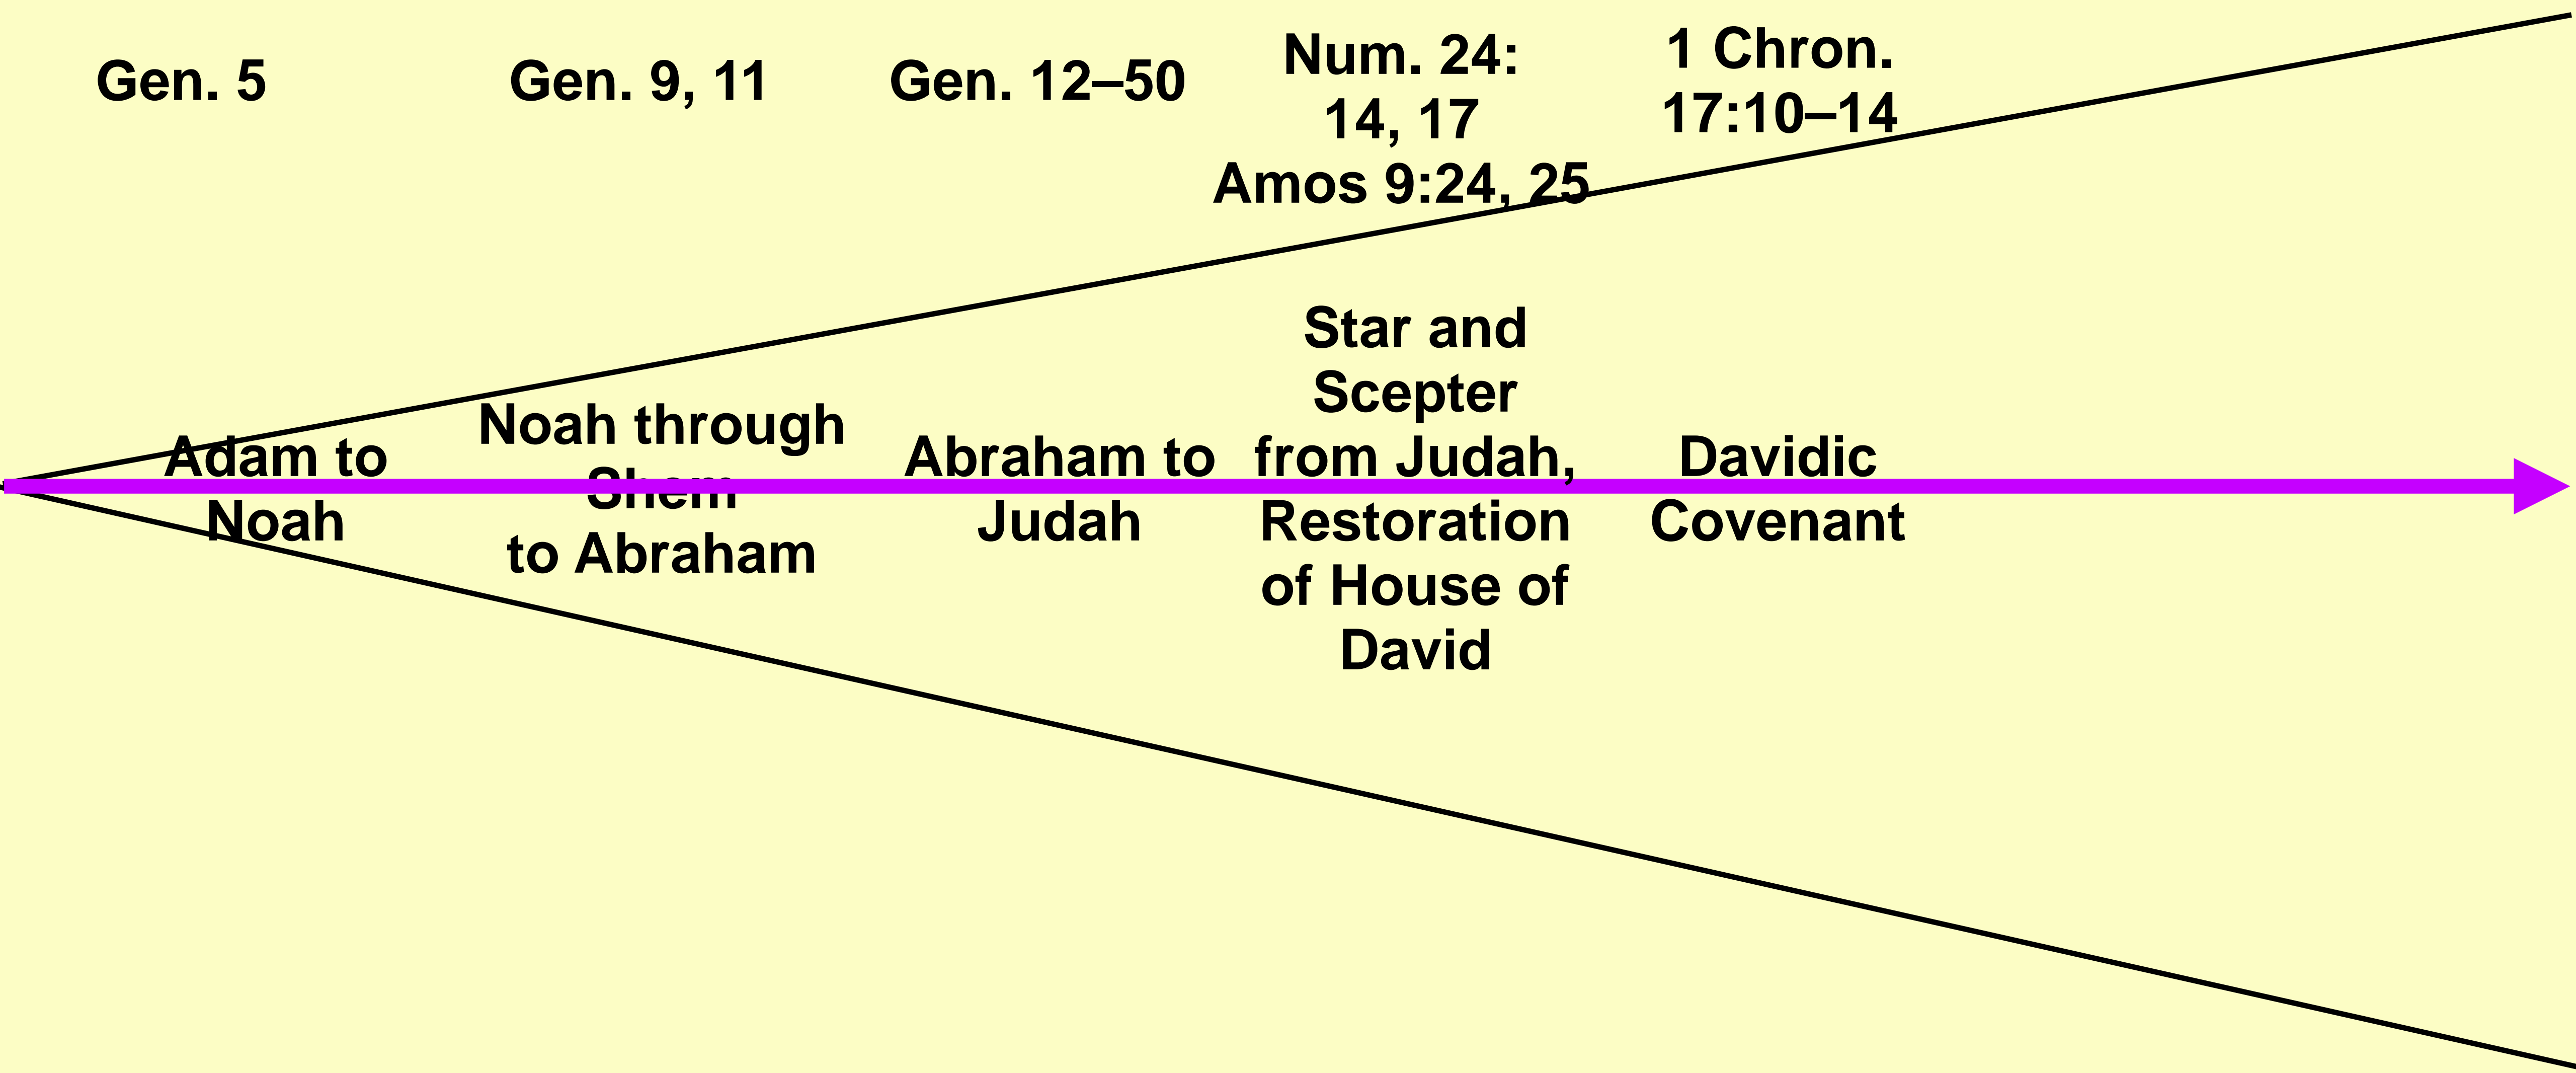 Gen. 5
Gen. 9, 11
Gen. 12–50
Num. 24:
14, 17
Amos 9:24, 25
1 Chron.
17:10–14
Adam to
Noah
Noah through
Shem
to Abraham
Abraham to
Judah
Star and
Scepter
from Judah,
Restoration
of House of
David
Davidic
Covenant